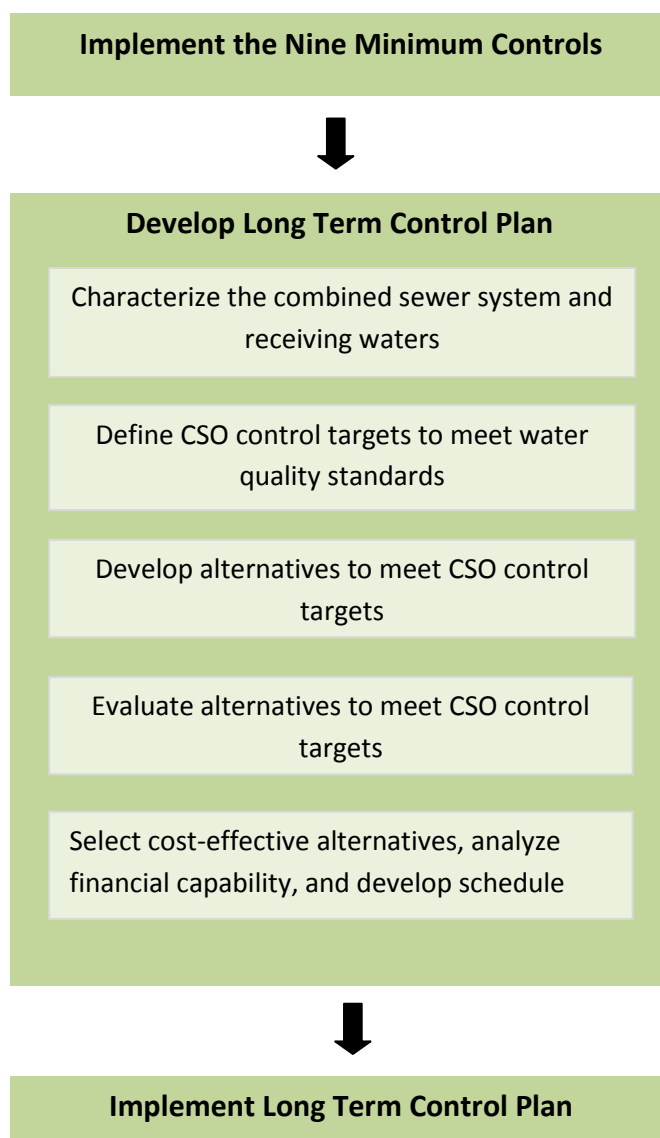 Implement the Nine Minimum Controls
Develop Long Term Control Plan
Characterize the combined sewer system and
receiving waters
Define CSO control targets to meet water
quality standards
Develop alternatives to meet CSO control
targets
Evaluate alternatives to meet CSO control
targets
Select cost-effective alternatives, analyze
financial capability, and develop schedule
Implement Long Term Control Plan